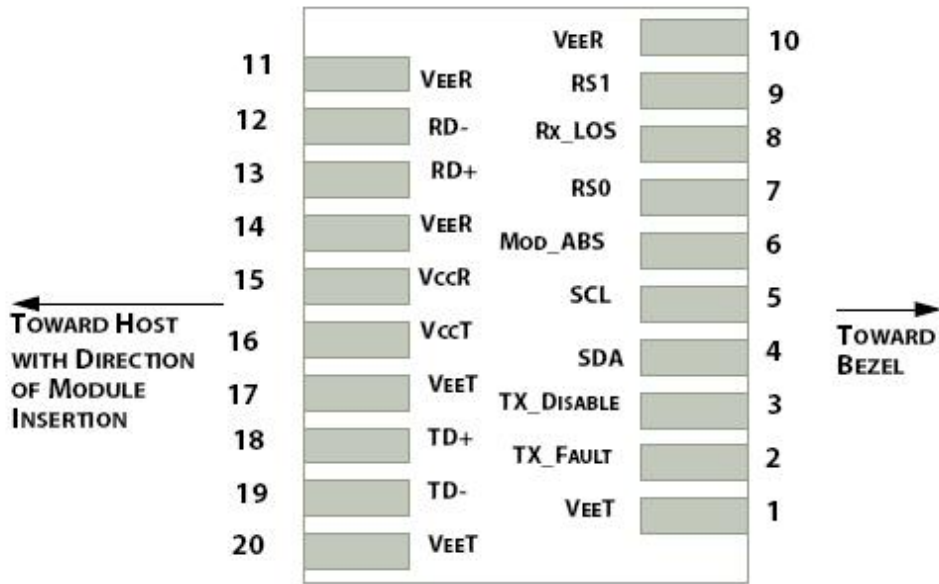 VEER 10
11 VEER
RS1 9
12 RD-
Rx_LOS 8
13 RD+
RS0 7
14 VEER
MOD_ABS 6
15 VCCR
SCL 5
TOWARD HOST
WITH DIRECTION
OF MODULE
INSERTION
TOWARD
BEZEL
16 VCCT
SDA 4
17 VEET
TX_DISABLE 3
18 TD+
TX_FAULT 2
19 TD-
VEET 1
20 VEET